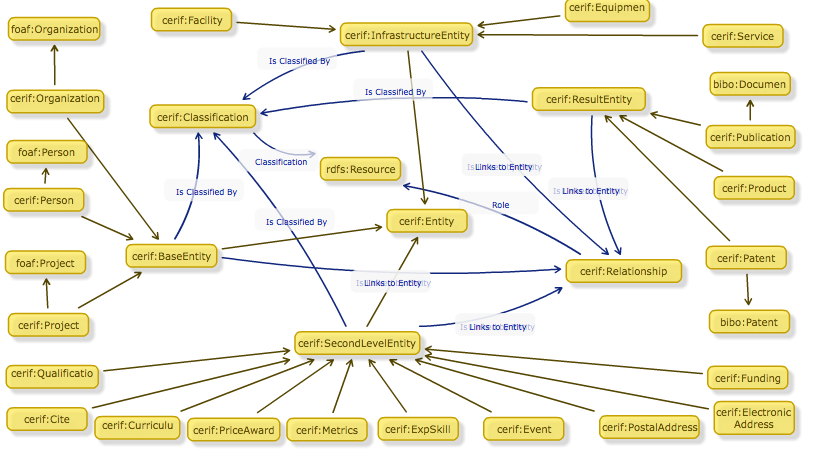 cerif:Equipmen
cerif:Facility
foaf:Organization
cerif:InfrastructureEntity
cerif:Service
Is Classified By
bibo:Documen
Is Classified By
cerif:Organization
cerif:ResultEntity
cerif:Classification
cerif:Publication
foaf:Person
Classification
rdfs:Resource
Links to Entity
cerif:Product
Is Classified By
Links to Entity
cerif:Person
Role
Is Classified By
cerif:Entity
cerif:BaseEntity
cerif:Patent
foaf:Project
cerif:Relationship
Links to Entity
cerif:Project
Links to Entity
bibo:Patent
cerif:SecondLevelEntity
cerif:Qualificatio
cerif:Funding
cerif:Cite
cerif:Curriculu
cerif:PriceAward
cerif:Metrics
cerif:ExpSkill
cerif:Event
cerif:PostalAddress
cerif:Electronic
Address